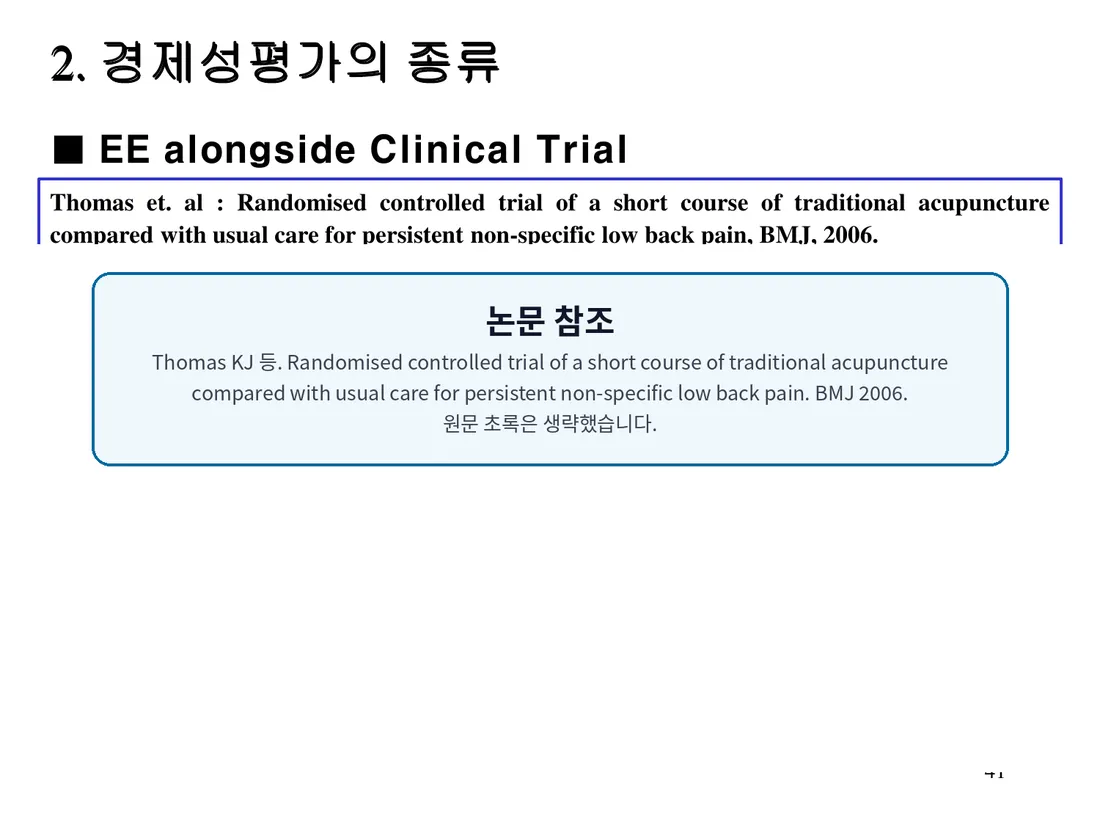 2. 경제성평가의 종류
■ EE alongside Clinical Trial
Thomas et. al : Randomised controlled trial of a short course of traditional acupuncture
compared with usual care for persistent non-specific low back pain, BMJ, 2006.
논문 참조
Thomas KJ 등. Randomised controlled trial of a short course of traditional acupuncture
compared with usual care for persistent non-specific low back pain. BMJ 2006.
원문 초록은 생략했습니다.
41